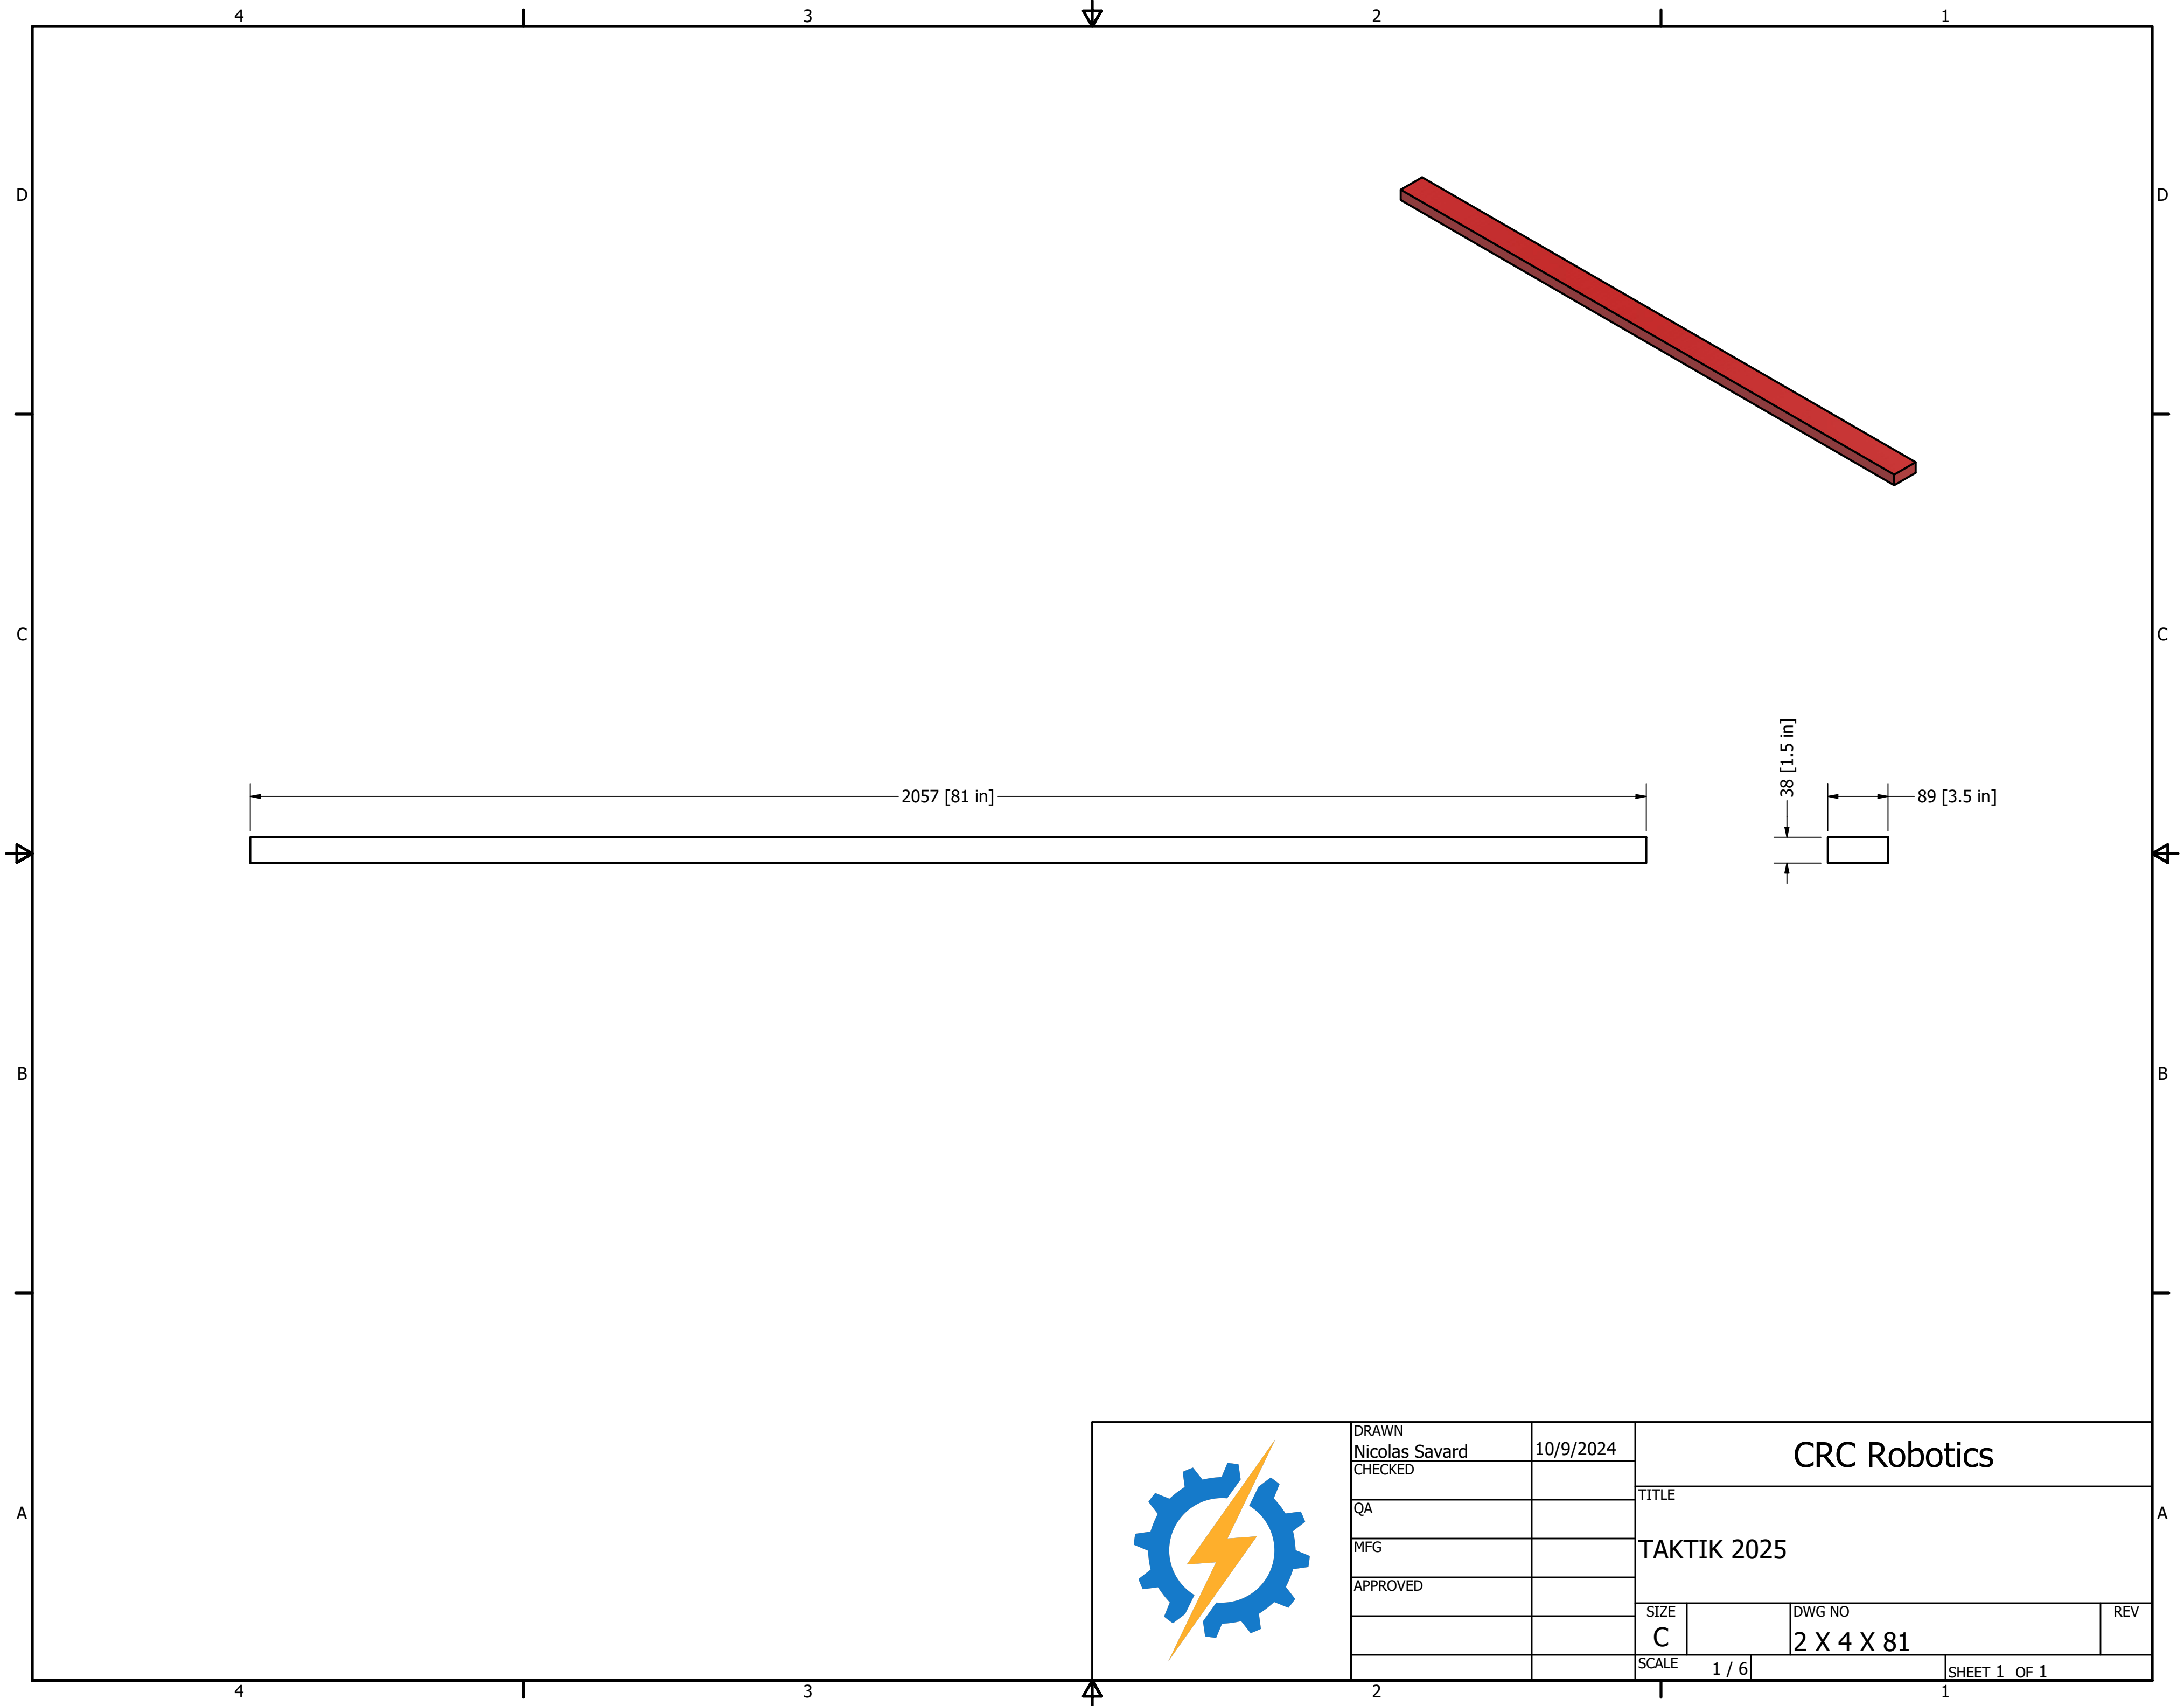 4 3 2 1
D D
C C
38 [1.5 in]
2057 [81 in]
89 [3.5 in]
B B
A A
DRAWN
Nicolas Savard 10/9/2024
CHECKED
QA
MFG
APPROVED
CRC Robotics
TITLE
TAKTIK 2025
SIZE
C
DWG NO
2 X 4 X 81
REV
SCALE 1 / 6
SHEET 1 OF 1
4 3 2 1